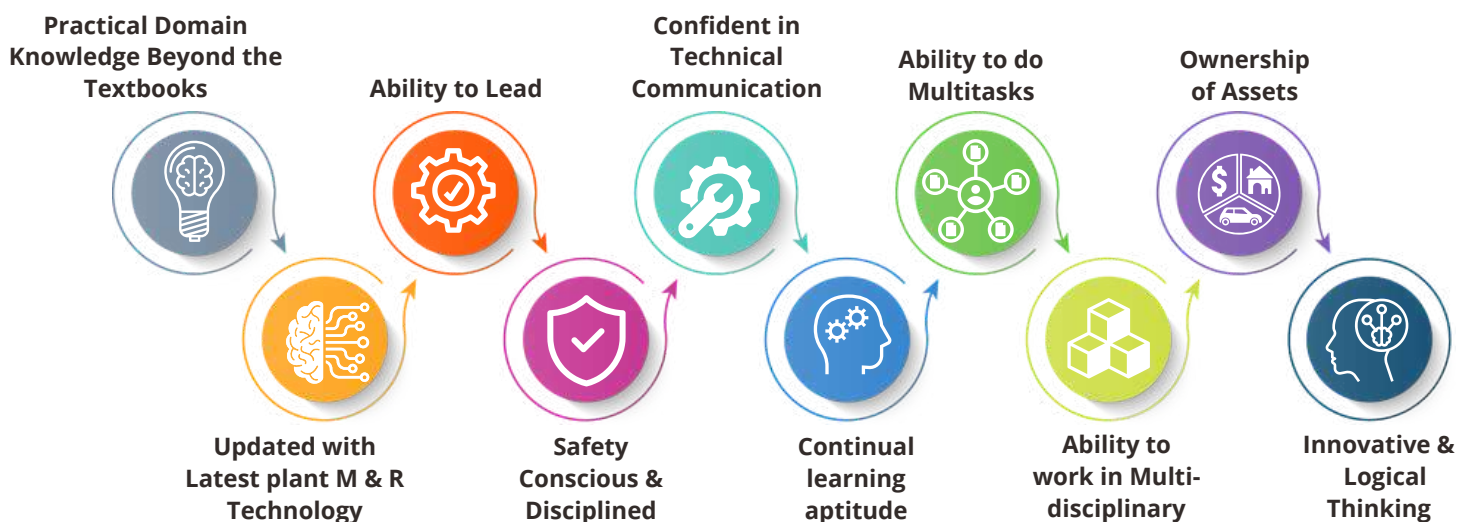 Practical Domain
Knowledge Beyond the
Textbooks
Updated with
Latest plant M & R
Technology
Ability to Lead
Safety
Conscious &
Disciplined
Confident in
Technical
Communication
Continual
learning
aptitude
Ability to do
Multitasks
Ability to
work in Multi-
disciplinary
Ownership
of Assets
$
Innovative &
Logical
Thinking